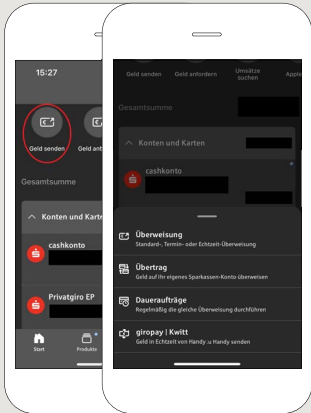 15:27
Geld senden
Geld ant
Gesamtsumme
Konten und Karte
cashkonto
Privatgiro EP
Start
Produkte
Geld senden
Geld anfordern
Umsätze
suchen
Apple
Gesamtsumme
Konten und Karten
cashkonto
Überweisung
Standard-, Termin- oder Echtzeit-Überweisung
Übertrag
Geld auf Ihr eigenes Sparkassen-Konto überweisen
Daueraufträge
Regelmäßig die gleiche Überweisung durchführen
giropay | Kwitt
Geld in Echtzeit von Handy zu Handy senden